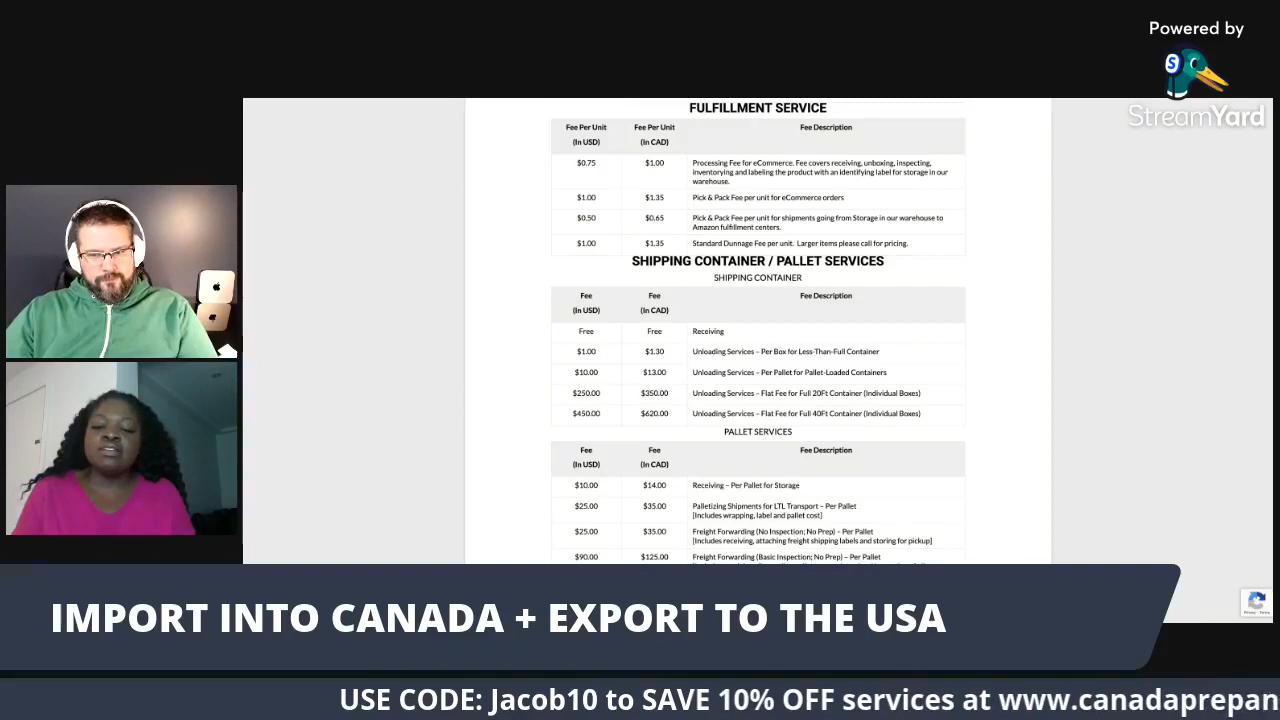 Powered by
StreamYard
FULFILLMENT SERVICE
Fee Per Unit
(In USD)
Fee Per Unit
(In CAD)
Fee Description
$0.75
$1.00
Processing Fee for eCommerce. Fee covers receiving, unboxing, inspecting,
inventorying and labeling the product with an identifying label for storage in our
warehouse.
$1.00
$1.35
Pick & Pack Fee per unit for eCommerce orders
$0.50
$0.65
Pick & Pack Fee per unit for shipments going from Storage in our warehouse to
Amazon fulfillment centers.
$1.00
$1.35
Standard Dunnage Fee per unit. Larger items please call for pricing.
SHIPPING CONTAINER / PALLET SERVICES
SHIPPING CONTAINER
Fee
(In USD)
Fee
(In CAD)
Fee Description
Free
Free
Receiving
$1.00
$1.30
Unloading Services – Per Box for Less-Than-Full Container
$10.00
$13.00
Unloading Services – Per Pallet for Pallet-Loaded Containers
$250.00
$350.00
Unloading Services – Flat Fee for Full 20Ft Container (Individual Boxes)
$450.00
$620.00
Unloading Services – Flat Fee for Full 40Ft Container (Individual Boxes)
PALLET SERVICES
Fee
(In USD)
Fee
(In CAD)
Fee Description
$10.00
$14.00
Receiving – Per Pallet for Storage
$25.00
$35.00
Palletizing Shipments for LTL Transport – Per Pallet
[Includes wrapping, label and pallet cost]
$25.00
$35.00
Freight Forwarding (No Inspection; No Prep) – Per Pallet
[Includes receiving, attaching freight shipping labels and storing for pickup]
$90.00
$125.00
Freight Forwarding (Basic Inspection; No Prep) – Per Pallet
Privacy - Terms
IMPORT INTO CANADA + EXPORT TO THE USA
USE CODE: Jacob10 to SAVE 10% OFF services at www.canadaprepan